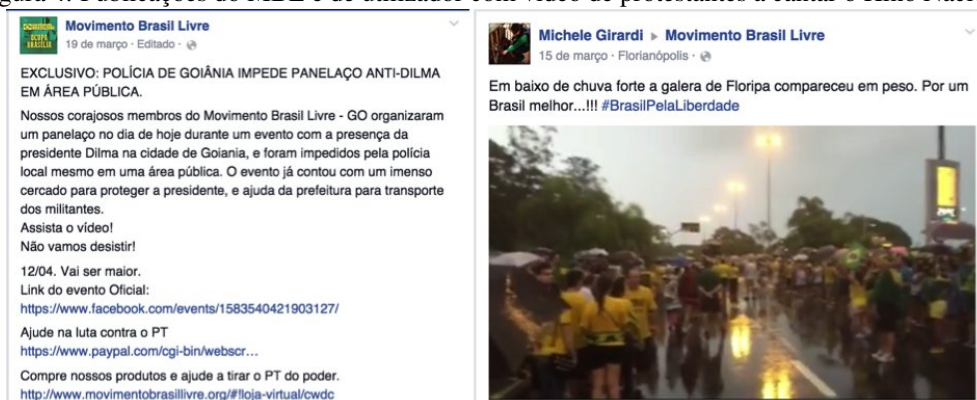 Movimento Brasil Livre
19 de março · Editado ·
EXCLUSIVO: POLÍCIA DE GOIÂNIA IMPEDE PANELAÇO ANTI-DILMA
EM ÁREA PÚBLICA.
Nossos corajosos membros do Movimento Brasil Livre - GO organizaram
um panelaço no dia de hoje durante um evento com a presença da
presidente Dilma na cidade de Goiania, e foram impedidos pela polícia
local mesmo em uma área pública. O evento já contou com um imenso
cercado para proteger a presidente, e ajuda da prefeitura para transporte
dos militantes.
Assista o vídeo!
Não vamos desistir!
12/04. Vai ser maior.
Link do evento Oficial:
https://www.facebook.com/events/1583540421903127/
Ajude na luta contra o PT
https://www.paypal.com/cgi-bin/webscr...
Compre nossos produtos e ajude a tirar o PT do poder.
http://www.movimentobrasillivre.org/#!loja-virtual/cwdc
Michele Girardi ▸ Movimento Brasil Livre
15 de março · Florianópolis ·
Em baixo de chuva forte a galera de Floripa compareceu em peso. Por um
Brasil melhor...!!! #BrasilPelaLiberdade